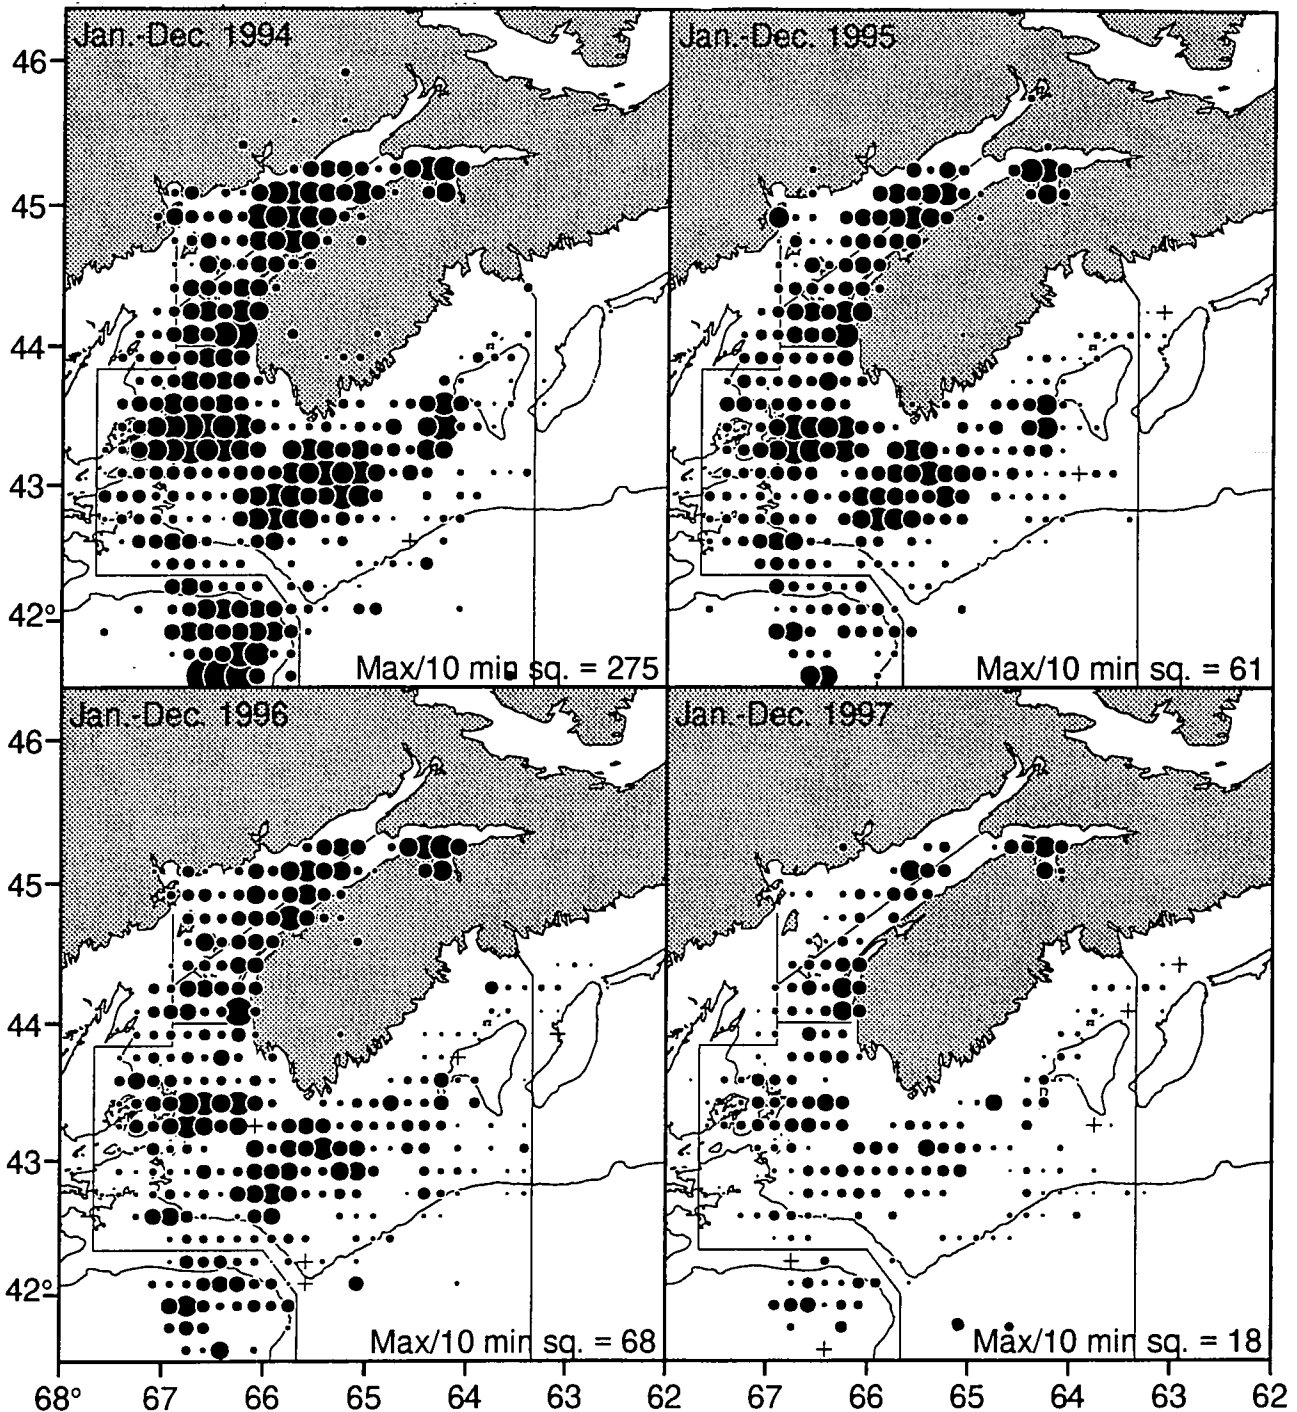 Jan.-Dec. 1994
Jan.-Dec. 1995
46
45
44
43
42°
Max/10 min sq. = 275
Max/10 min sq. = 61
Jan.-Dec. 1996
Jan.-Dec. 1997
46
45
44
43
42°
Max/10 min sq. = 68
Max/10 min sq. = 18
68° 67 66 65 64 63 62 67 66 65 64 63 62